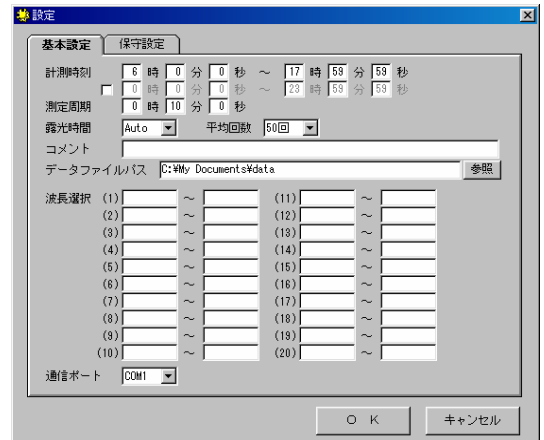 設定
基本設定 保守設定
計測時刻 6 時 0 分 0 秒 ～ 17 時 59 分 59 秒
0 時 0 分 0 秒 ～ 23 時 59 分 59 秒
測定周期 0 時 10 分 0 秒
露光時間 Auto 平均回数 50回
コメント
データファイルパス C:¥My Documents¥data 参照
波長選択 (1) ～ (11) ～
(2) ～ (12) ～
(3) ～ (13) ～
(4) ～ (14) ～
(5) ～ (15) ～
(6) ～ (16) ～
(7) ～ (17) ～
(8) ～ (18) ～
(9) ～ (19) ～
(10) ～ (20) ～
通信ポート COM1
ＯＫ キャンセル